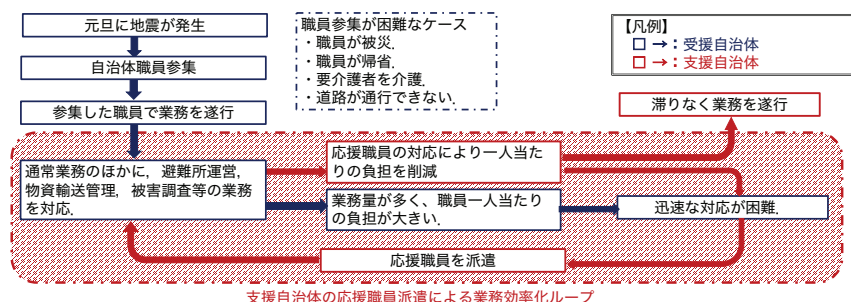 元旦に地震が発生
自治体職員参集
参集した職員で業務を遂行
職員参集が困難なケース
・職員が被災.
・職員が帰省.
・要介護者を介護.
・道路が通行できない.
【凡例】
□ →：受援自治体
□ →：支援自治体
滞りなく業務を遂行
通常業務のほかに，避難所運営，
物資輸送管理，被害調査等の業務
を対応.
応援職員の対応により一人当た
りの負担を削減
業務量が多く、職員一人当たり
の負担が大きい.
迅速な対応が困難.
応援職員を派遣
支援自治体の応援職員派遣による業務効率化ループ